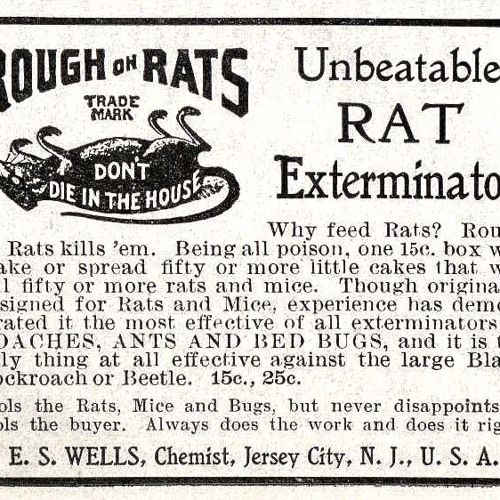 ROUGH ON RATS
TRADE
MARK
DON'T
DIE IN THE HOUSE
Unbeatable
RAT
Exterminato
Why feed Rats? Rou
Rats kills 'em. Being all poison, one 15c. box w
ake or spread fifty or more little cakes that w
l fifty or more rats and mice. Though origina
signed for Rats and Mice, experience has demo
rated it the most effective of all exterminators
OACHES, ANTS AND BED BUGS, and it is t
ly thing at all effective against the large Bla
ockroach or Beetle. 15c., 25c.
ols the Rats, Mice and Bugs, but never disappoints
ols the buyer. Always does the work and does it rig
E. S. WELLS, Chemist, Jersey City, N. J., U. S. A.